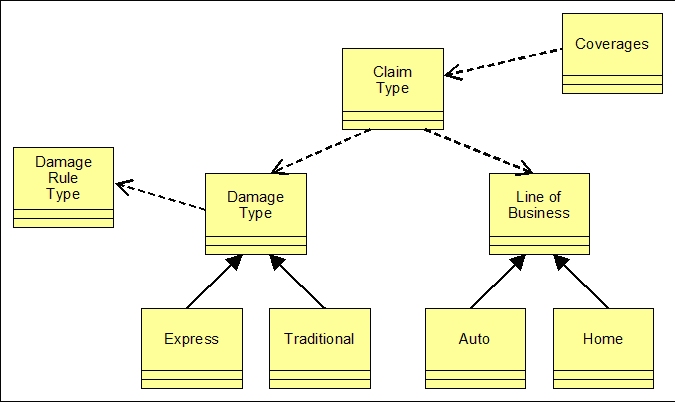 Coverages
Claim
Type
Damage
Rule
Type
Damage
Type
Line of
Business
Express
Traditional
Auto
Home